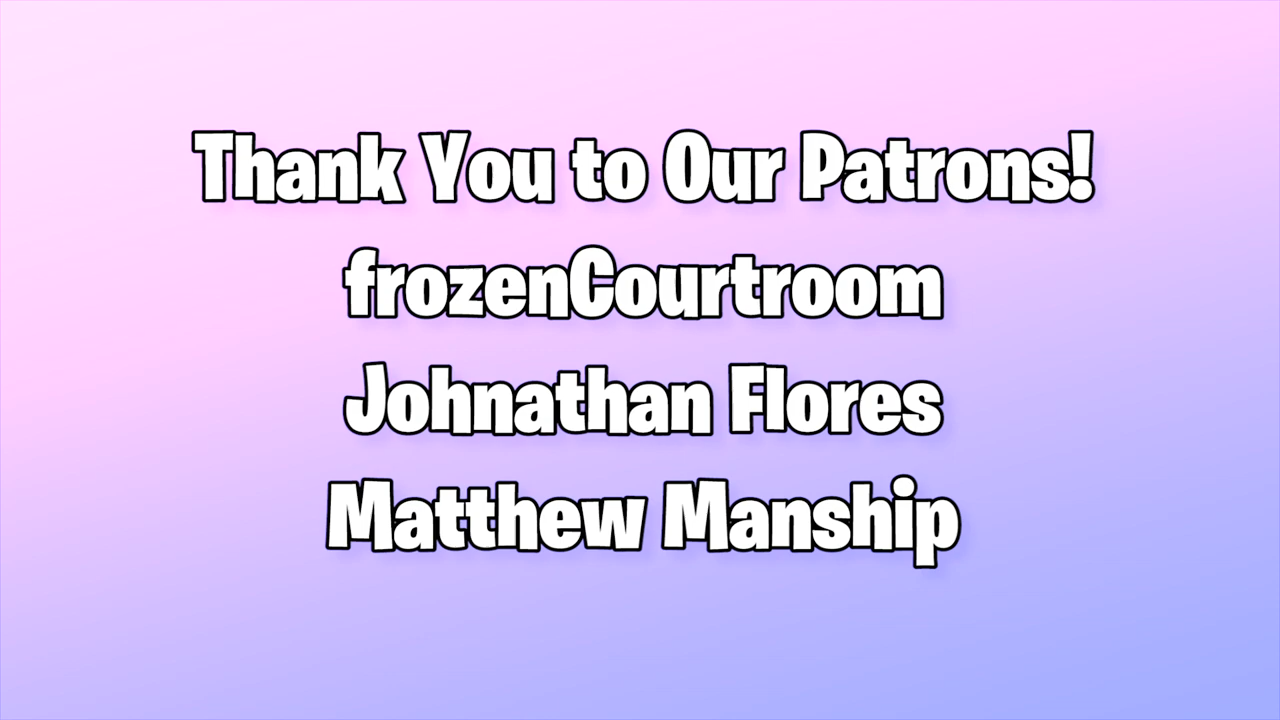 Thank You to Our Patrons!
frozenCourtroom
Johnathan Flores
Matthew Manship